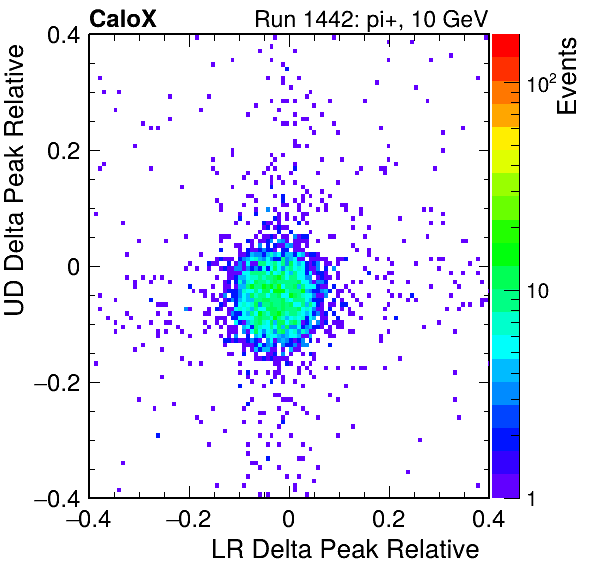 CaloX Run 1442: pi+, 10 GeV
UD Delta Peak Relative
0.4
0.2
0
−0.2
−0.4
−0.4 −0.2 0 0.2 0.4
LR Delta Peak Relative
Events
10²
10
1